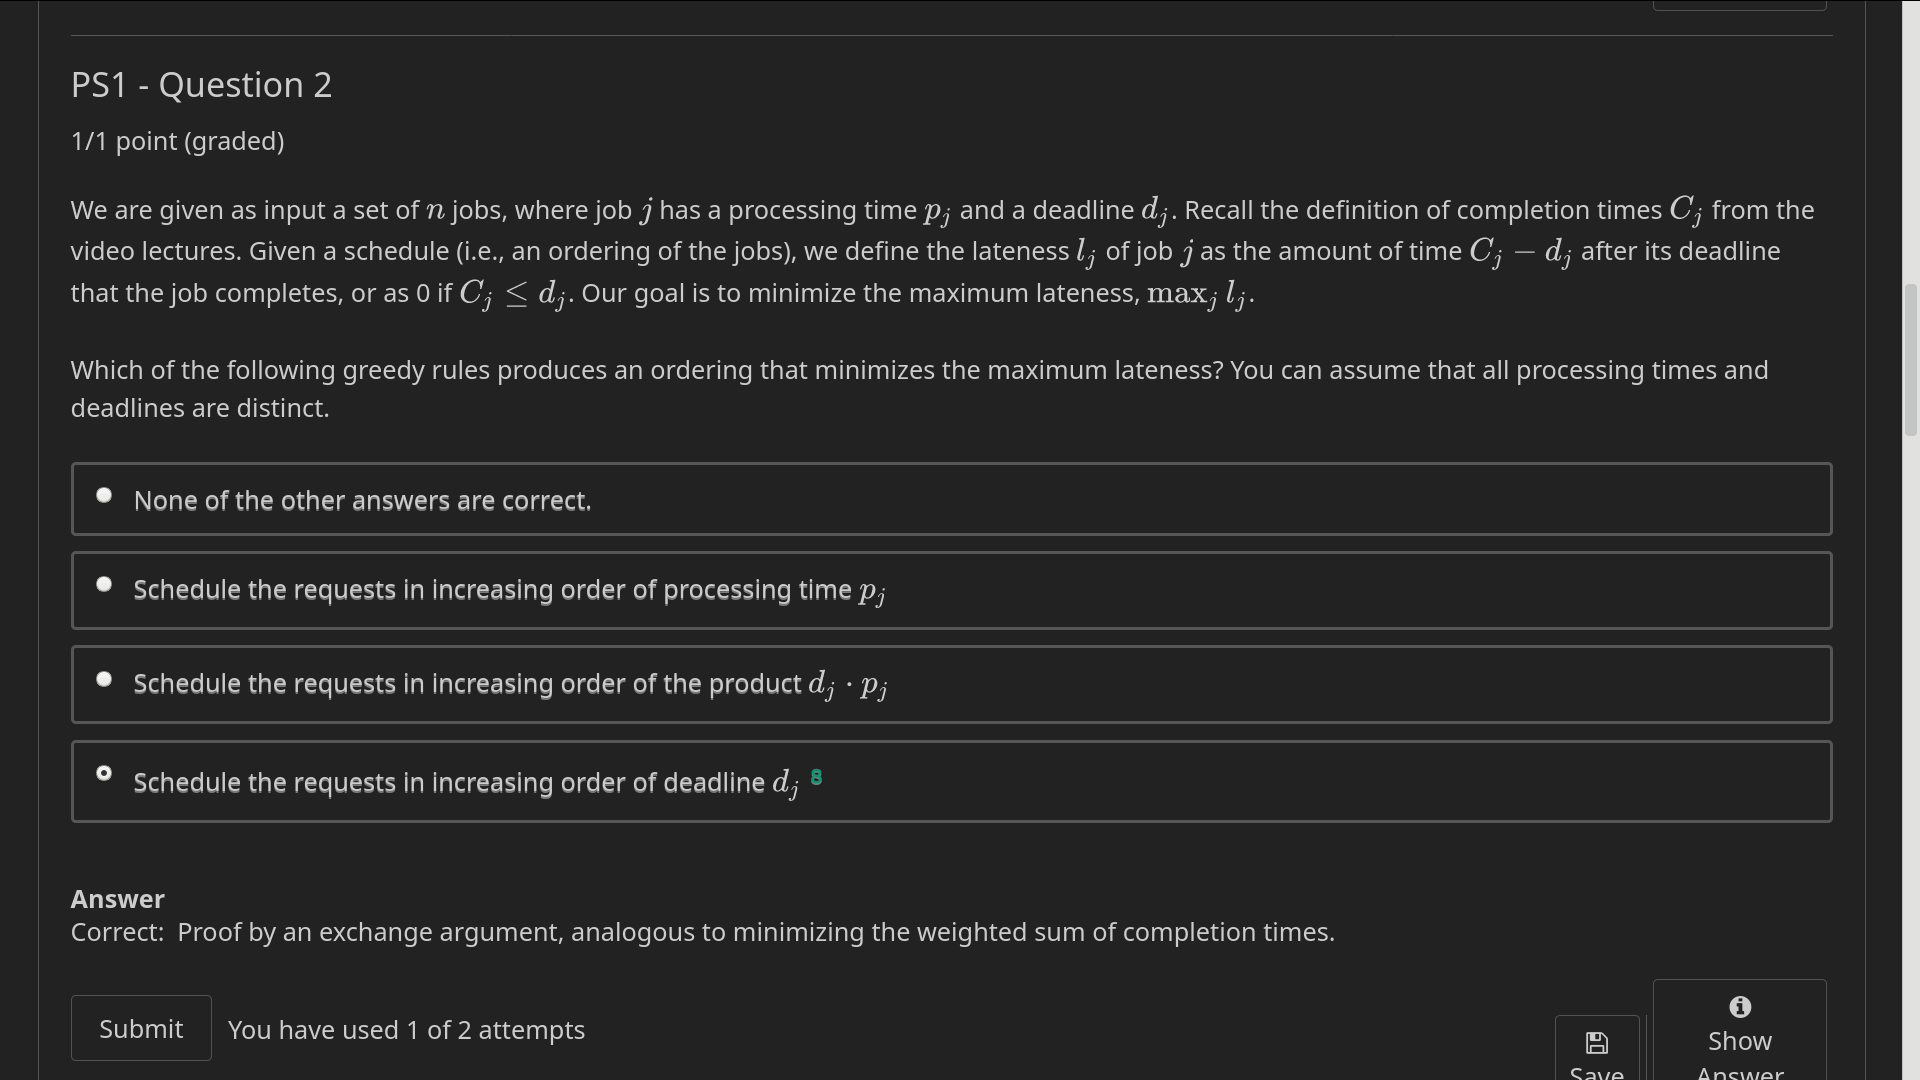 PS1 - Question 2
1/1 point (graded)
We are given as input a set of n jobs, where job j has a processing time p_j and a deadline d_j. Recall the definition of completion times C_j from the
video lectures. Given a schedule (i.e., an ordering of the jobs), we define the lateness l_j of job j as the amount of time C_j − d_j after its deadline
that the job completes, or as 0 if C_j ≤ d_j. Our goal is to minimize the maximum lateness, max_j l_j.
Which of the following greedy rules produces an ordering that minimizes the maximum lateness? You can assume that all processing times and
deadlines are distinct.
None of the other answers are correct.
Schedule the requests in increasing order of processing time p_j
Schedule the requests in increasing order of the product d_j · p_j
Schedule the requests in increasing order of deadline d_j
Answer
Correct: Proof by an exchange argument, analogous to minimizing the weighted sum of completion times.
Submit
You have used 1 of 2 attempts
Save
Show
Answer